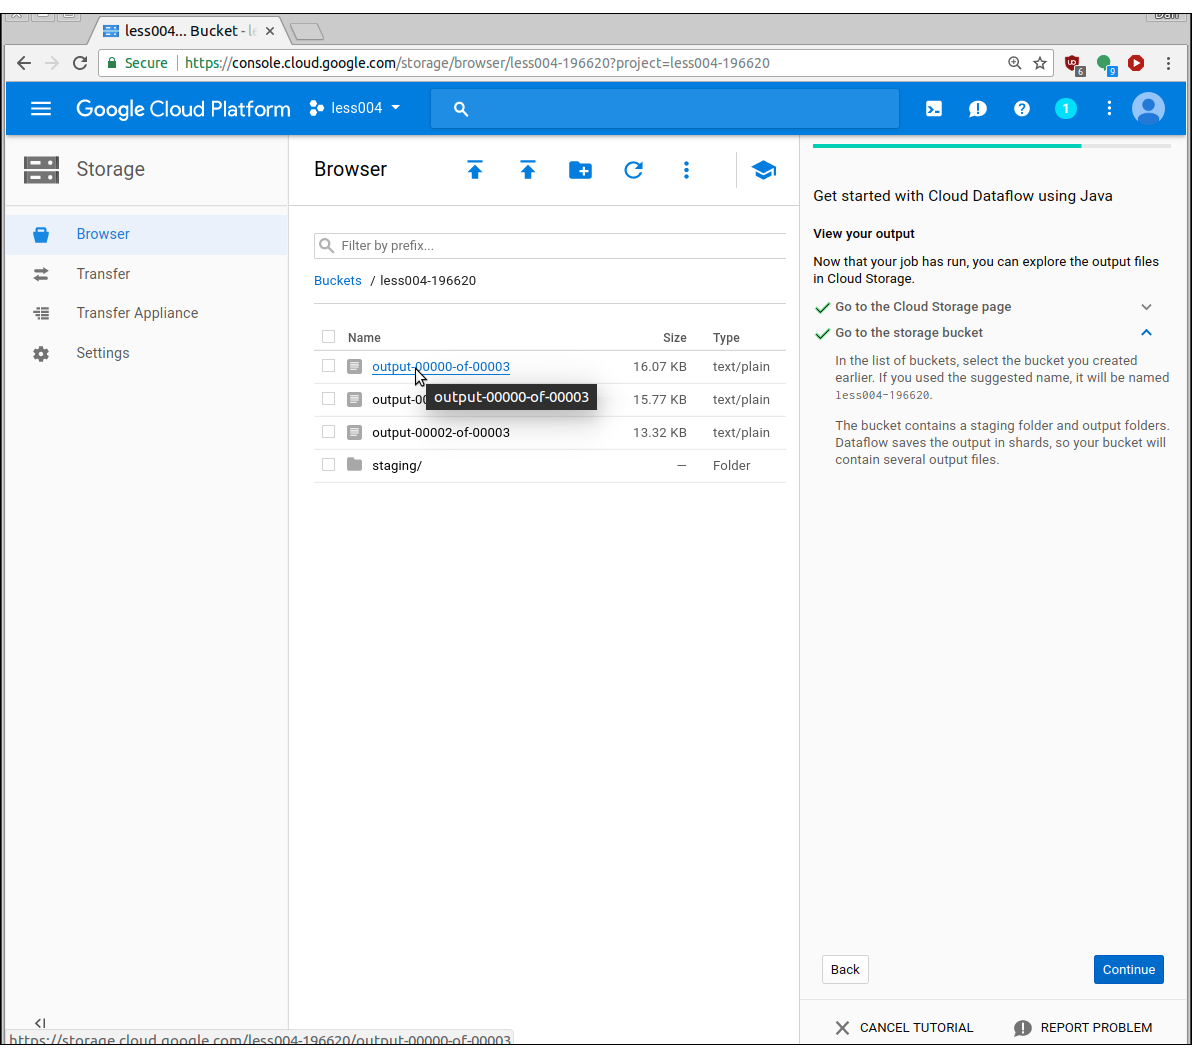 Dan
less004... Bucket - le
Secure
https://console.cloud.google.com/storage/browser/less004-196620?project=less004-196620
6
9
Google Cloud Platform
less004
1
Storage
Browser
Transfer
Transfer Appliance
Settings
Browser
Filter by prefix...
Buckets / less004-196620
Name Size Type
output-00000-of-00003 16.07 KB text/plain
output-00000-of-00003
output-00 15.77 KB text/plain
output-00002-of-00003 13.32 KB text/plain
staging/ — Folder
Get started with Cloud Dataflow using Java
View your output
Now that your job has run, you can explore the output files
in Cloud Storage.
Go to the Cloud Storage page
Go to the storage bucket
In the list of buckets, select the bucket you created
earlier. If you used the suggested name, it will be named
less004-196620.
The bucket contains a staging folder and output folders.
Dataflow saves the output in shards, so your bucket will
contain several output files.
Back
Continue
CANCEL TUTORIAL
REPORT PROBLEM
https://storage.cloud.google.com/less004-196620/output-00000-of-00003